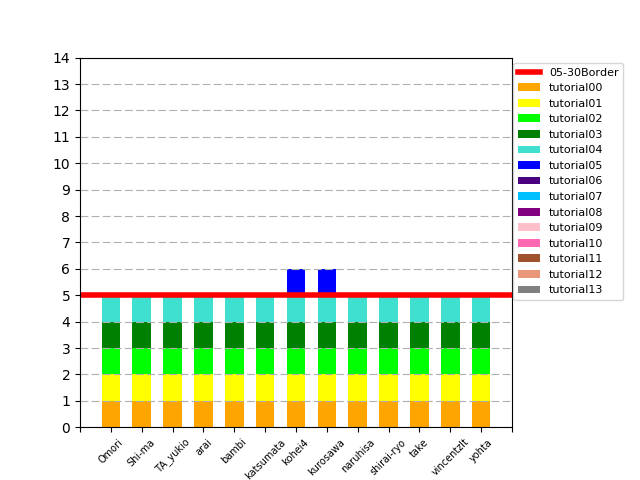 14
13
12
11
10
9
8
7
6
5
4
3
2
1
0
Omori
Shi-ma
TA_yukio
arai
bambi
katsumata
kohei4
kurosawa
naruhisa
shirai-ryo
take
vincentzlt
yohta
05-30Border
tutorial00
tutorial01
tutorial02
tutorial03
tutorial04
tutorial05
tutorial06
tutorial07
tutorial08
tutorial09
tutorial10
tutorial11
tutorial12
tutorial13